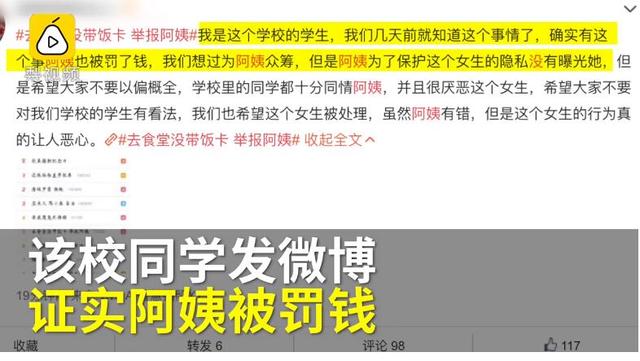 #去食堂没带饭卡 举报阿姨#我是这个学校的学生，我们几天前就知道这个事情了，确实有这
个事阿姨也被罚了钱，我们想过为阿姨众筹，但是阿姨为了保护这个女生的隐私没有曝光她，但
是希望大家不要以偏概全，学校里的同学都十分同情阿姨，并且很厌恶这个女生，希望大家不要
对我们学校的学生有看法，我们也希望这个女生被处理，虽然阿姨有错，但是这个女生的行为真
的让人恶心。#去食堂没带饭卡 举报阿姨# 收起全文
梨视频
该校同学发微博
证实阿姨被罚钱
收藏
转发 6
评论 98
117